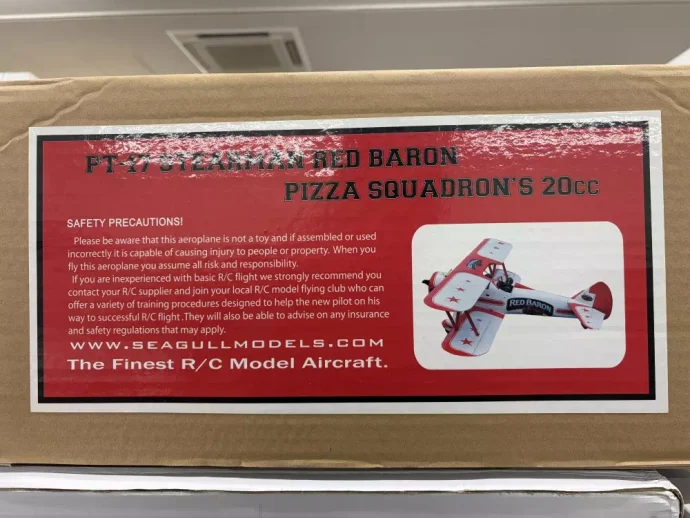 PT-17 STEARMAN RED BARON
PIZZA SQUADRON'S 20CC
SAFETY PRECAUTIONS!
Please be aware that this aeroplane is not a toy and if assembled or used
incorrectly it is capable of causing injury to people or property. When you
fly this aeroplane you assume all risk and responsibility.
If you are inexperienced with basic R/C flight we strongly recommend you
contact your R/C supplier and join your local R/C model flying club who can
offer a variety of training procedures designed to help the new pilot on his
way to successful R/C flight .They will also be able to advise on any insurance
and safety regulations that may apply.
WWW.SEAGULLMODELS.COM
The Finest R/C Model Aircraft.
RED BARON